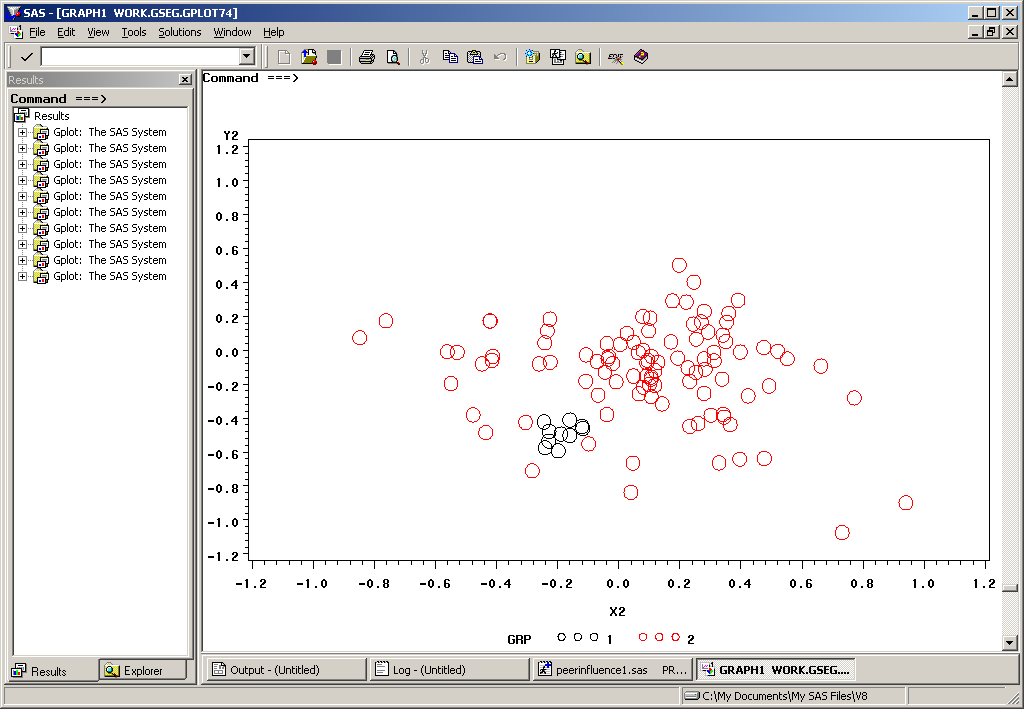 SAS - [GRAPH1 WORK.GSEG.GPLOT74]
File Edit View Tools Solutions Window Help
Results
Command ===>
Results
Gplot: The SAS System
Gplot: The SAS System
Gplot: The SAS System
Gplot: The SAS System
Gplot: The SAS System
Gplot: The SAS System
Gplot: The SAS System
Gplot: The SAS System
Gplot: The SAS System
Gplot: The SAS System
Results Explorer
Command ===>
Y2
1.2
1.0
0.8
0.6
0.4
0.2
0.0
-0.2
-0.4
-0.6
-0.8
-1.0
-1.2
-1.2 -1.0 -0.8 -0.6 -0.4 -0.2 0.0 0.2 0.4 0.6 0.8 1.0 1.2
X2
GRP 1 2
Output - (Untitled) Log - (Untitled) peerinfluence1.sas PR... GRAPH1 WORK.GSEG....
C:\My Documents\My SAS Files\V8